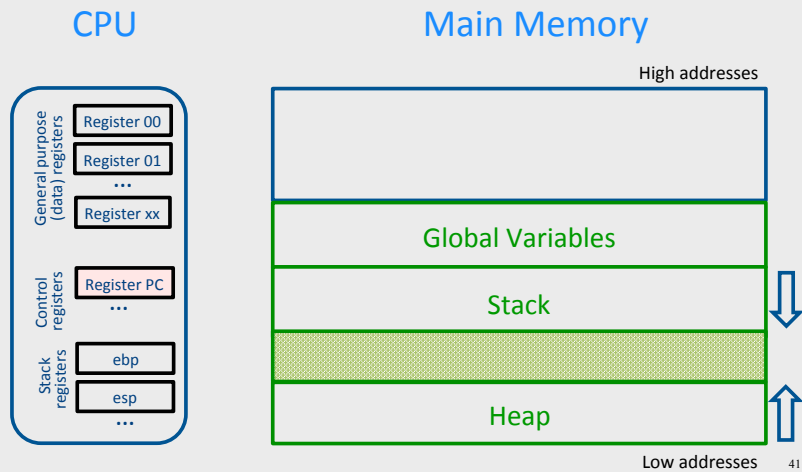 CPU
Main Memory
High addresses
General purpose
(data) registers
Register 00
Register 01
...
Register xx
Control
registers
Register PC
...
Stack
registers
ebp
esp
...
Global Variables
Stack
Heap
Low addresses
41